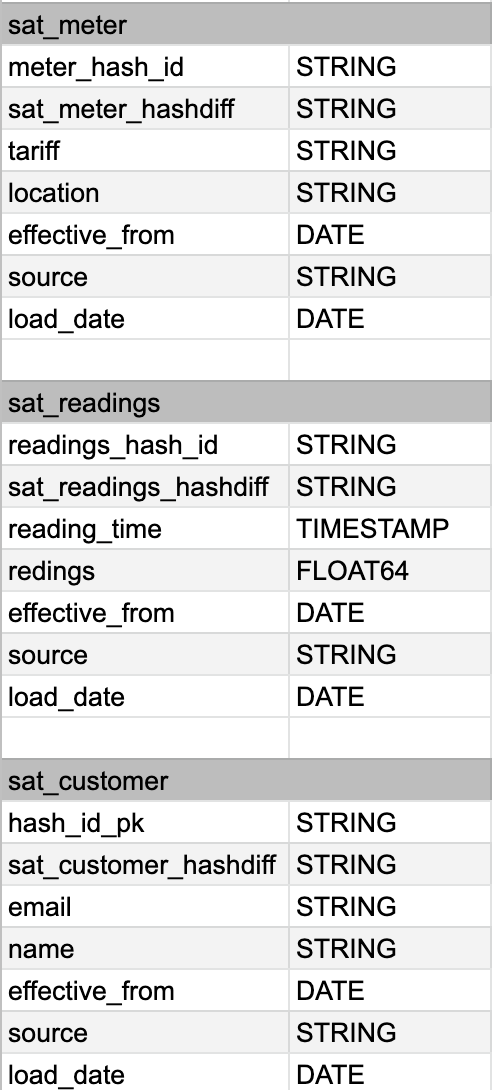 sat_meter
meter_hash_id STRING
sat_meter_hashdiff STRING
tariff STRING
location STRING
effective_from DATE
source STRING
load_date DATE
sat_readings
readings_hash_id STRING
sat_readings_hashdiff STRING
reading_time TIMESTAMP
redings FLOAT64
effective_from DATE
source STRING
load_date DATE
sat_customer
hash_id_pk STRING
sat_customer_hashdiff STRING
email STRING
name STRING
effective_from DATE
source STRING
load_date DATE